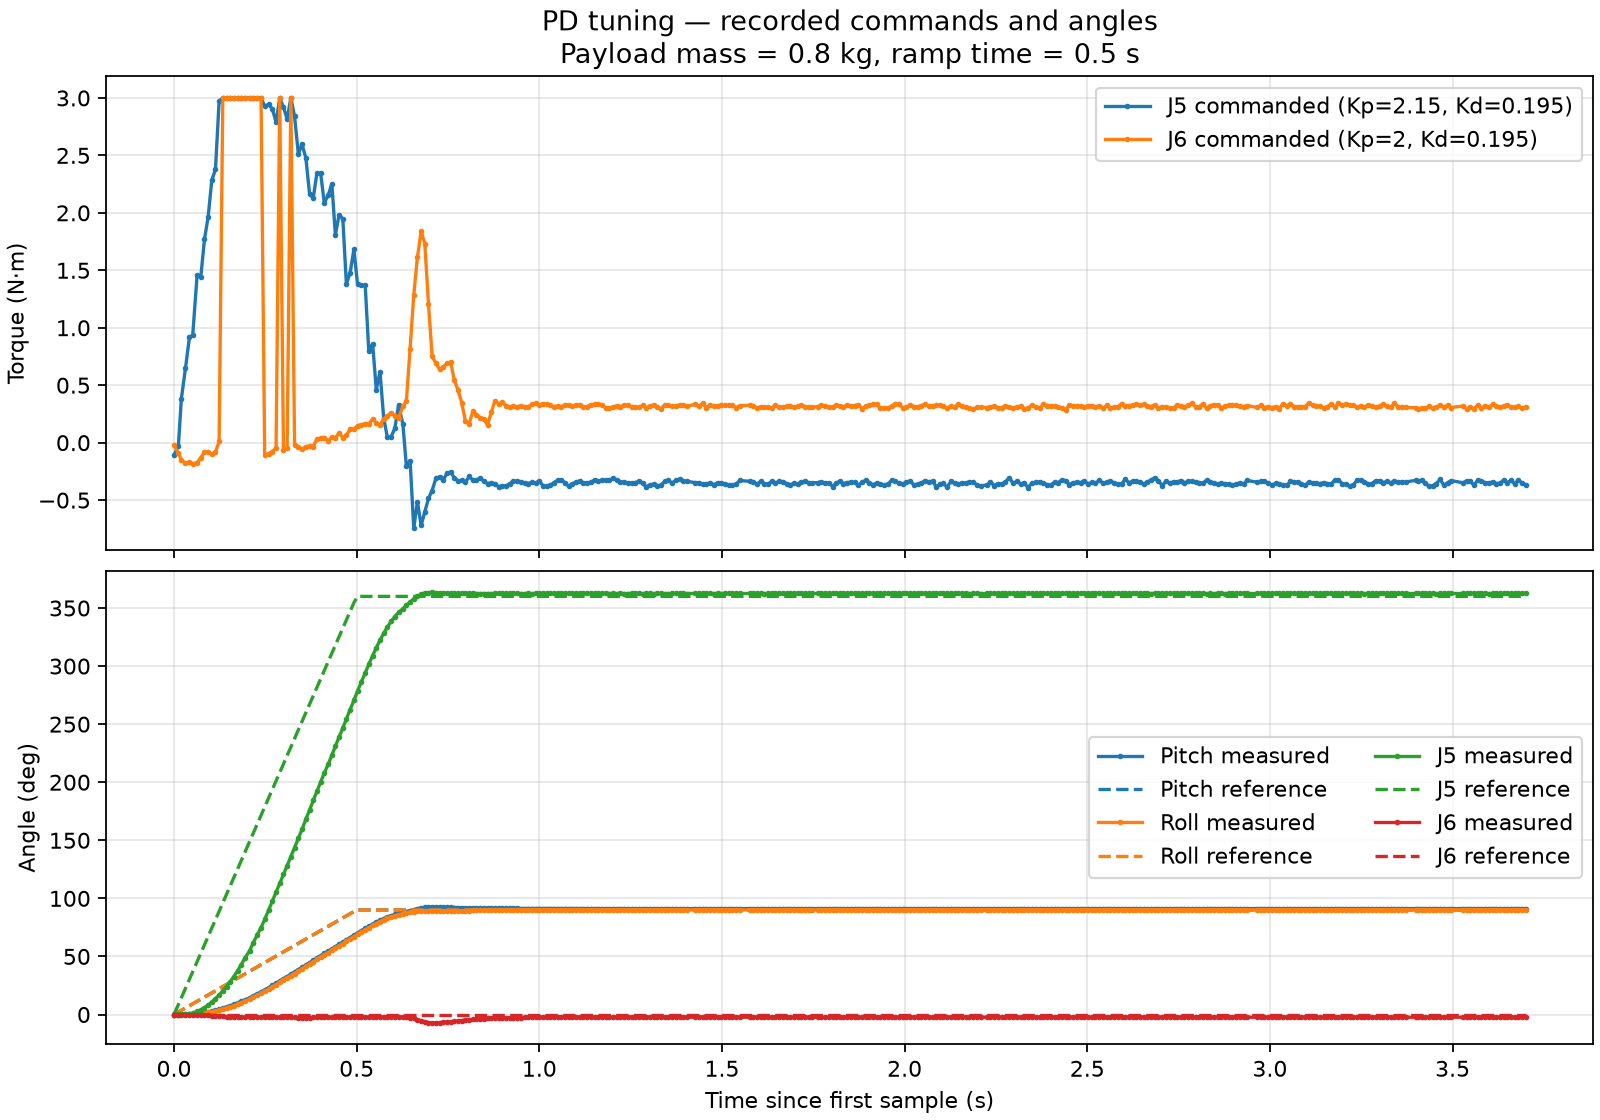 PD tuning — recorded commands and angles
Payload mass = 0.8 kg, ramp time = 0.5 s
Torque (N·m)
3.0
2.5
2.0
1.5
1.0
0.5
0.0
−0.5
J5 commanded (Kp=2.15, Kd=0.195)
J6 commanded (Kp=2, Kd=0.195)
Angle (deg)
350
300
250
200
150
100
50
0
Pitch measured
Pitch reference
Roll measured
Roll reference
J5 measured
J5 reference
J6 measured
J6 reference
0.0 0.5 1.0 1.5 2.0 2.5 3.0 3.5
Time since first sample (s)